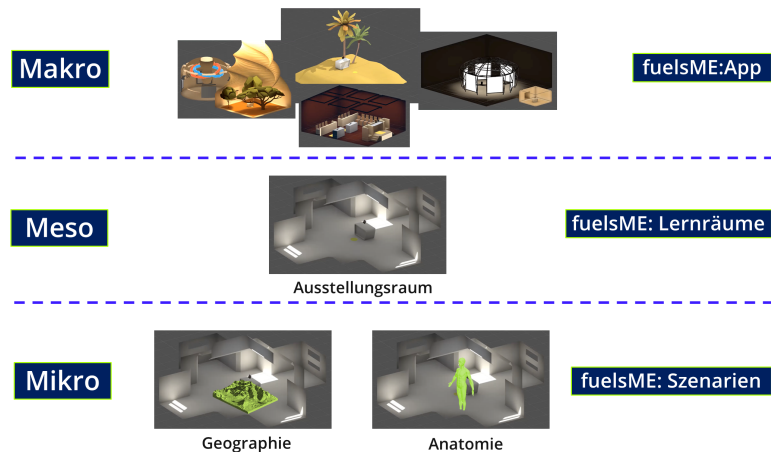 Makro
fuelsME:App
Meso
fuelsME: Lernräume
Ausstellungsraum
Mikro
fuelsME: Szenarien
Geographie
Anatomie